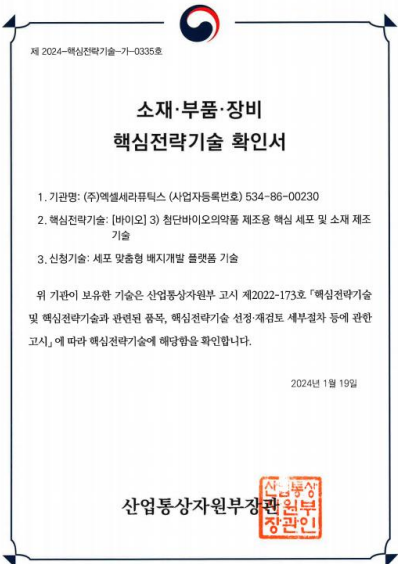 제 2024-핵심전략기술-가-0335호
소재·부품·장비
핵심전략기술 확인서
1. 기관명: (주)엑셀세라퓨틱스 (사업자등록번호) 534-86-00230
2. 핵심전략기술: [바이오] 3) 첨단바이오의약품 제조용 핵심 세포 및 소재 제조
기술
3. 신청기술: 세포 맞춤형 배지개발 플랫폼 기술
위 기관이 보유한 기술은 산업통상자원부 고시 제2022-173호 「핵심전략기술
및 핵심전략기술과 관련된 품목, 핵심전략기술 선정·재검토 세부절차 등에 관한
고시」에 따라 핵심전략기술에 해당함을 확인합니다.
2024년 1월 19일
산업통상자원부장관
산업통상
자원부
장관인